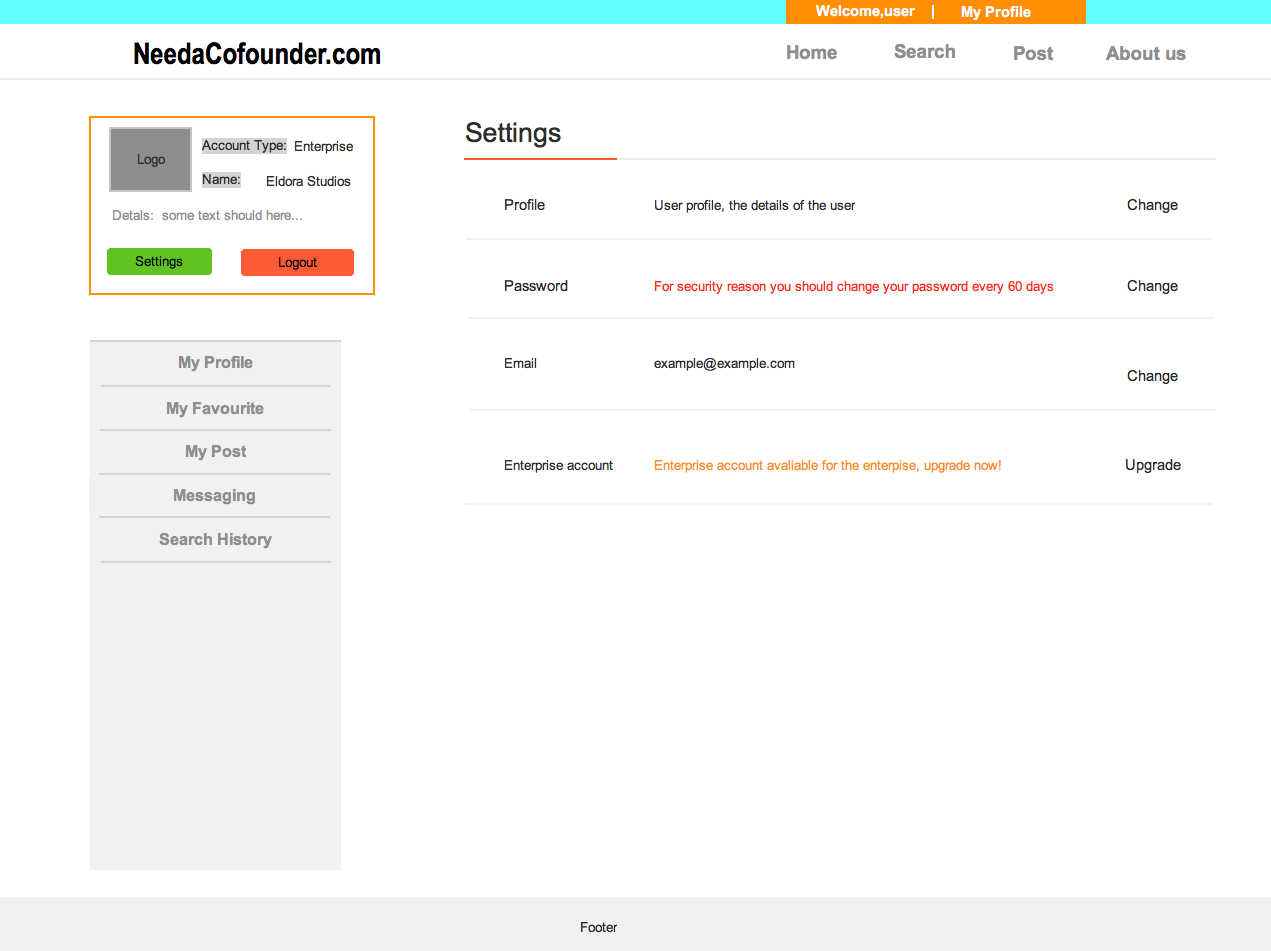 Welcome,user | My Profile
NeedaCofounder.com
Home Search Post About us
Logo
Account Type: Enterprise
Name: Eldora Studios
Detals: some text should here...
Settings Logout
My Profile
My Favourite
My Post
Messaging
Search History
Settings
Profile User profile, the details of the user Change
Password For security reason you should change your password every 60 days Change
Email example@example.com Change
Enterprise account Enterprise account avaliable for the enterpise, upgrade now! Upgrade
Footer